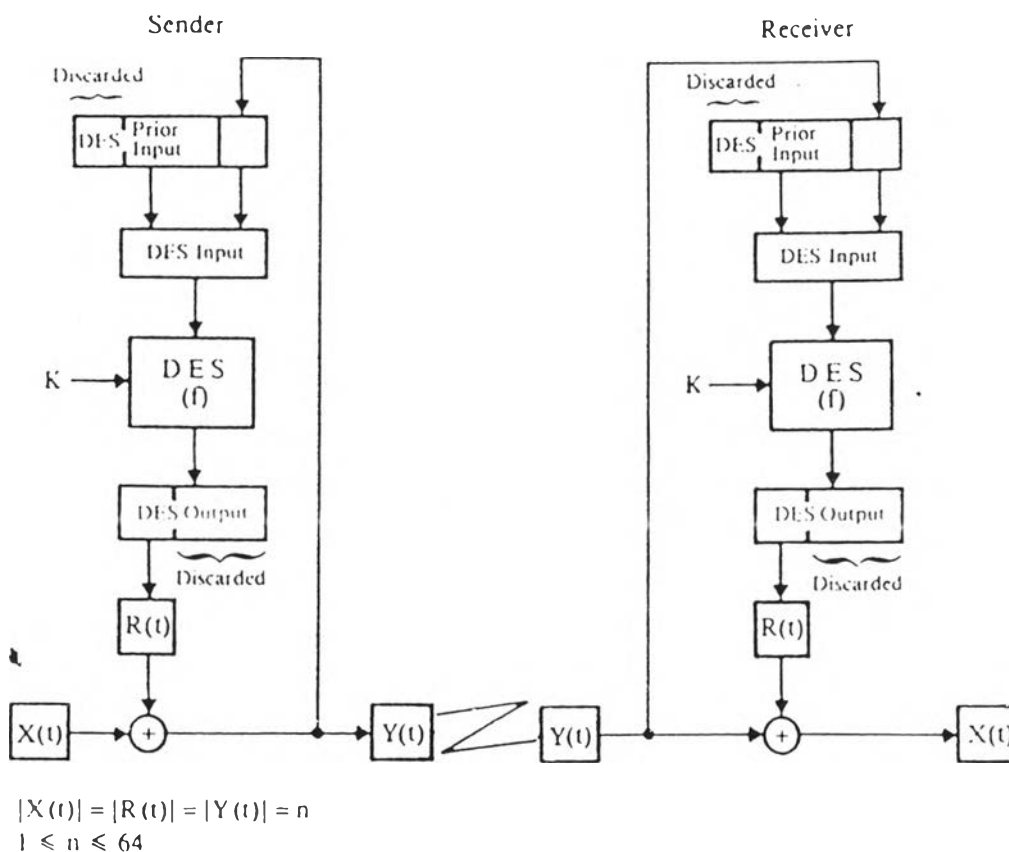 Sender
Discarded
DES Prior Input
DES Input
K
DES
(f)
DES Output
Discarded
R(t)
X(t)
+
Y(t)
Receiver
Discarded
DES Prior Input
DES Input
K
DES
(f)
DES Output
Discarded
R(t)
Y(t)
+
X(t)
|X(t)| = |R(t)| = |Y(t)| = n
1 ≤ n ≤ 64